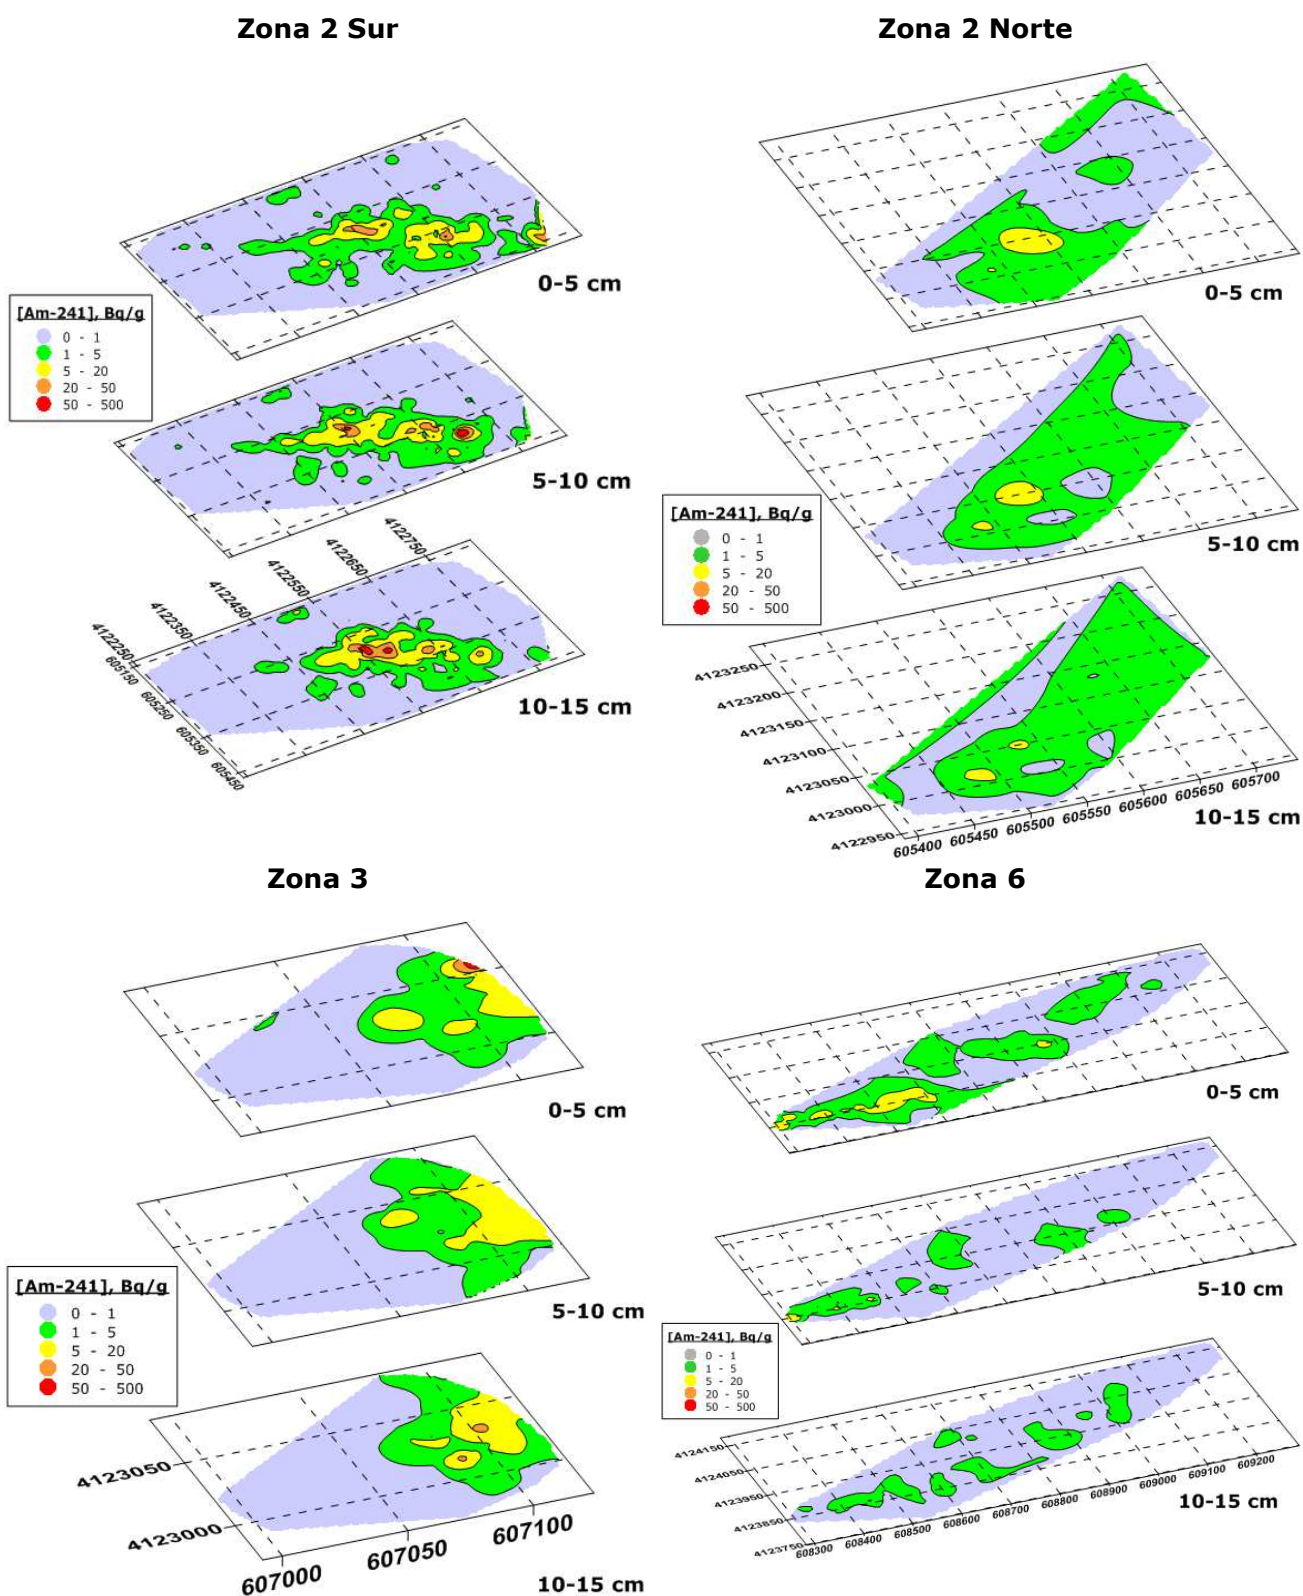 Zona 2 Sur
0-5 cm
[Am-241], Bq/g
0 - 1
1 - 5
5 - 20
20 - 50
50 - 500
5-10 cm
4122250
4122350
4122450
4122550
4122650
4122750
605150
605250
605350
605450
10-15 cm
Zona 2 Norte
0-5 cm
5-10 cm
[Am-241], Bq/g
0 - 1
1 - 5
5 - 20
20 - 50
50 - 500
4123250
4123200
4123150
4123100
4123050
4123000
4122950
605400
605450
605500
605550
605600
605650
605700
10-15 cm
Zona 3
0-5 cm
[Am-241], Bq/g
0 - 1
1 - 5
5 - 20
20 - 50
50 - 500
5-10 cm
4123050
4123000
607000
607050
607100
10-15 cm
Zona 6
0-5 cm
5-10 cm
[Am-241], Bq/g
0 - 1
1 - 5
5 - 20
20 - 50
50 - 500
4124150
4124050
4123950
4123850
4123750
608300
608400
608500
608600
608700
608800
608900
609000
609100
609200
10-15 cm